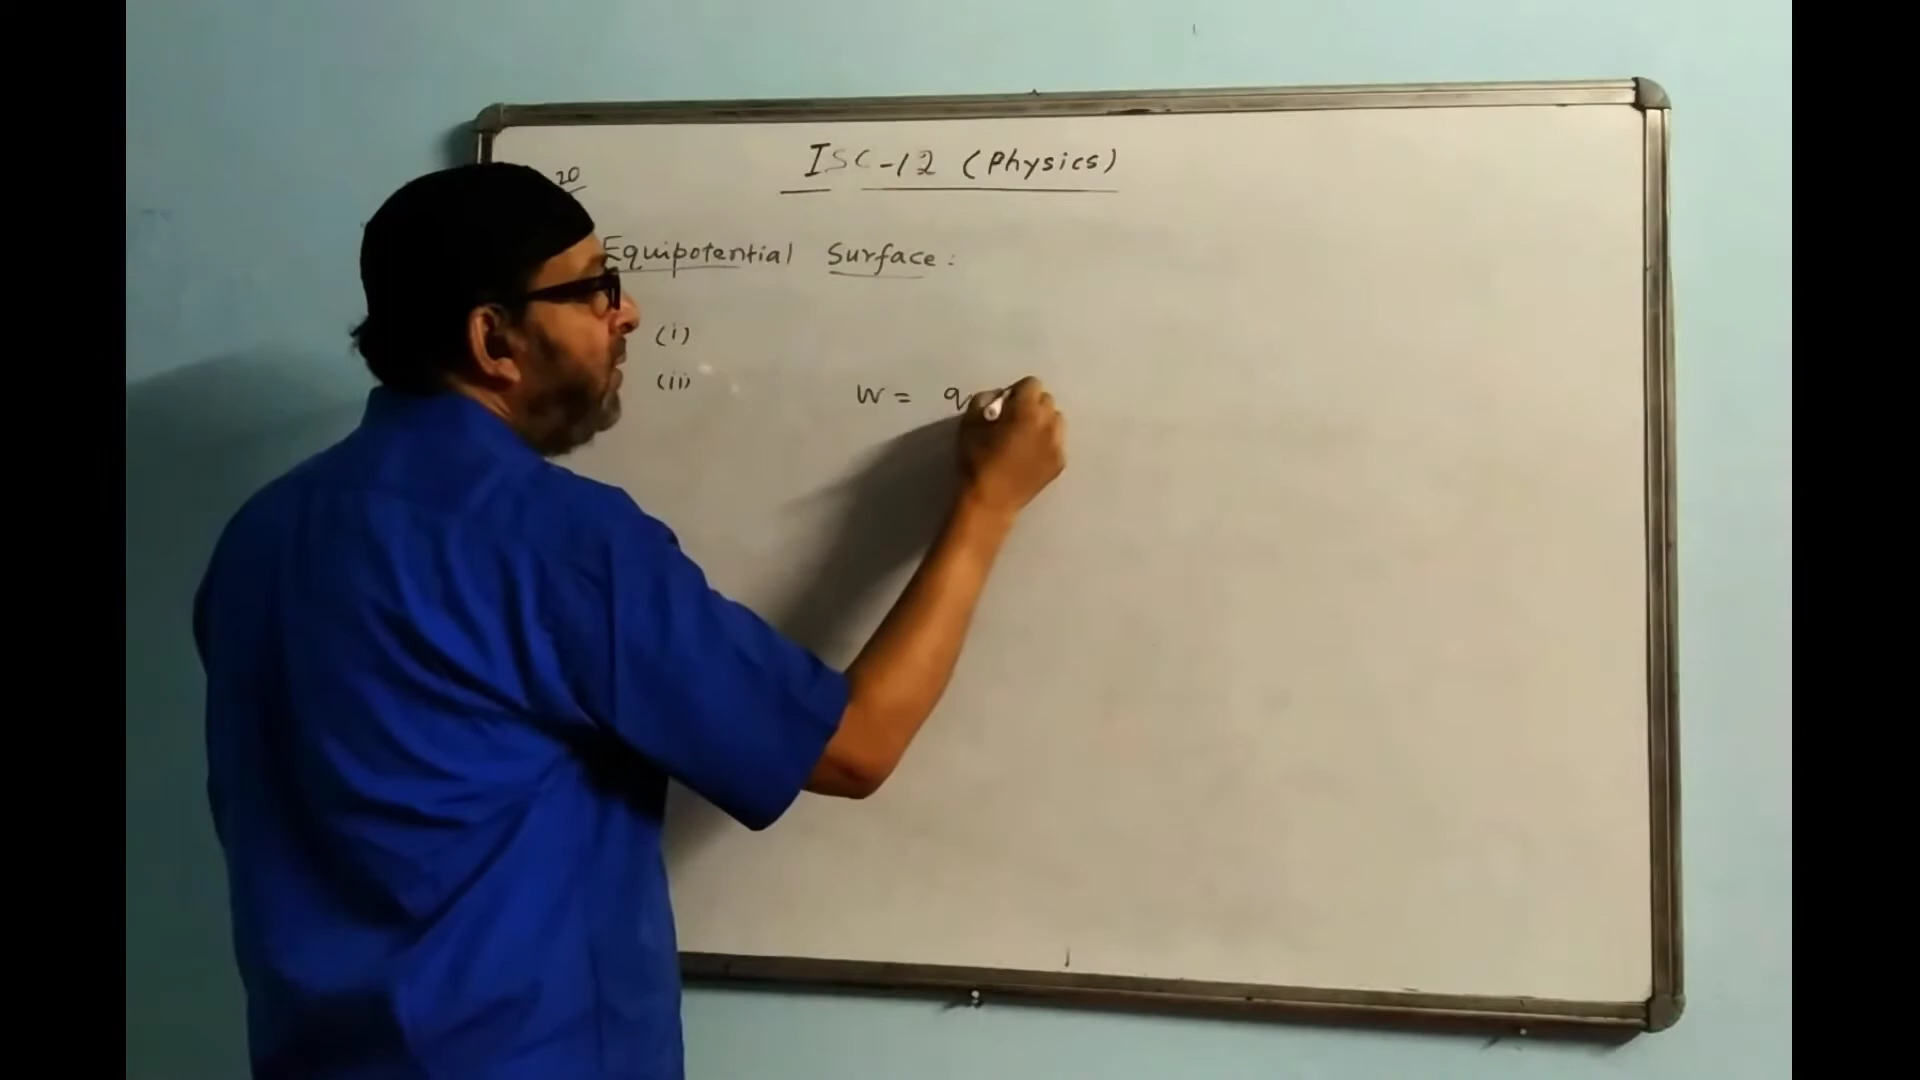 ISC-12 (Physics)
20
Equipotential Surface:
(i)
(ii)
W = q